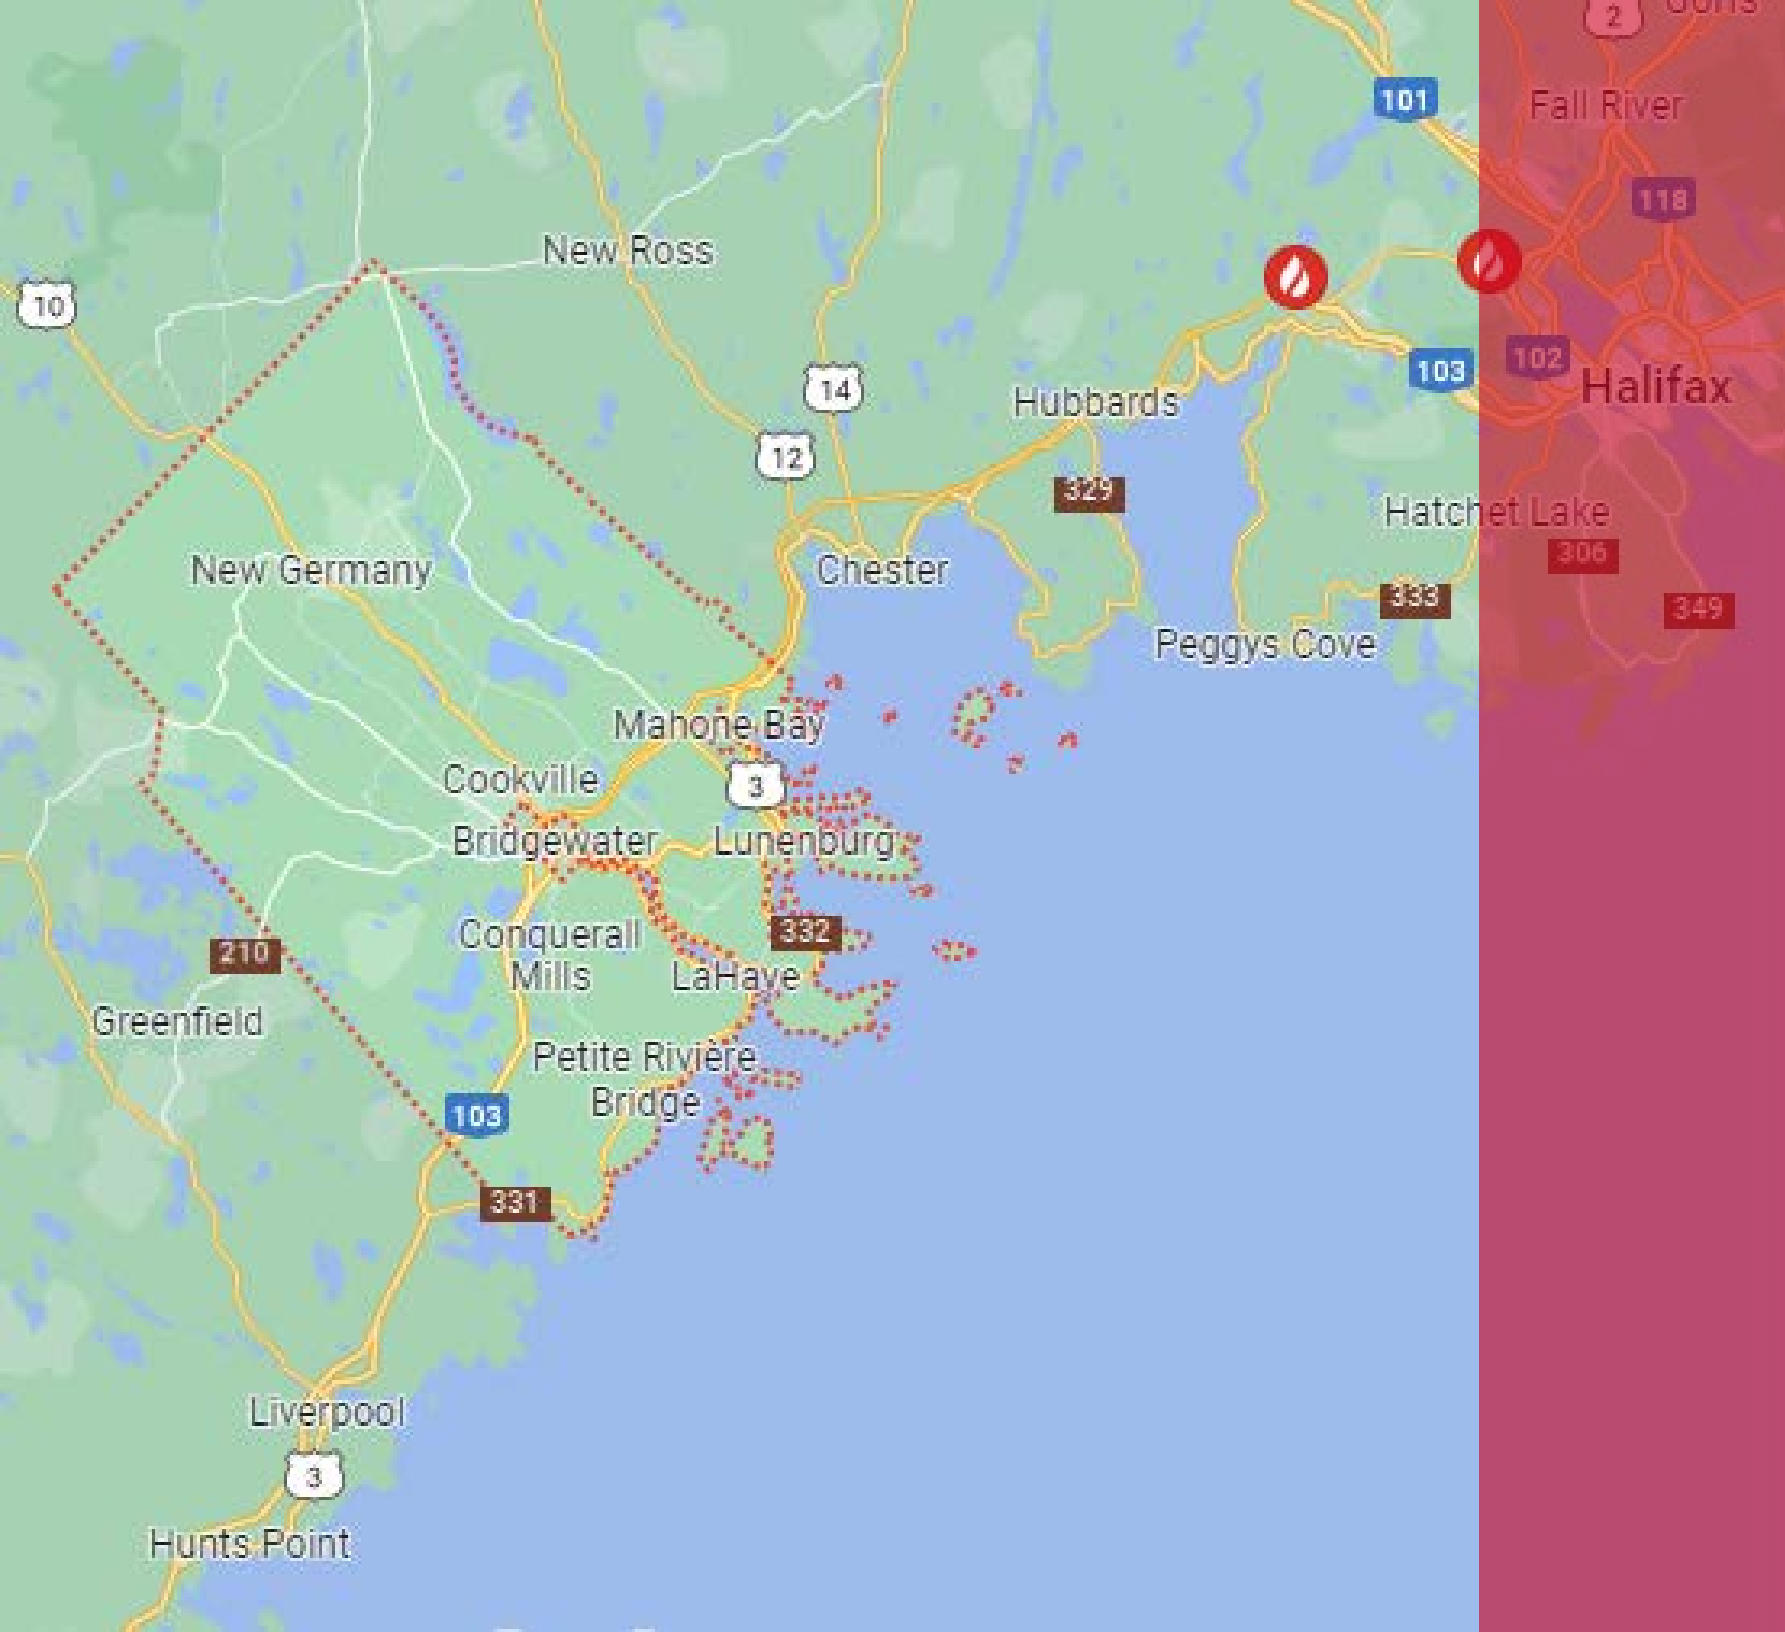 2
101
Fall River
118
New Ross
10
14
102
103
Halifax
Hubbards
12
329
Hatchet Lake
306
New Germany
Chester
333
349
Peggys Cove
Mahone Bay
Cookville
3
Bridgewater
Lunenburg
Conquerall
Mills
332
210
LaHave
Greenfield
Petite Rivière
Bridge
103
331
Liverpool
3
Hunts Point